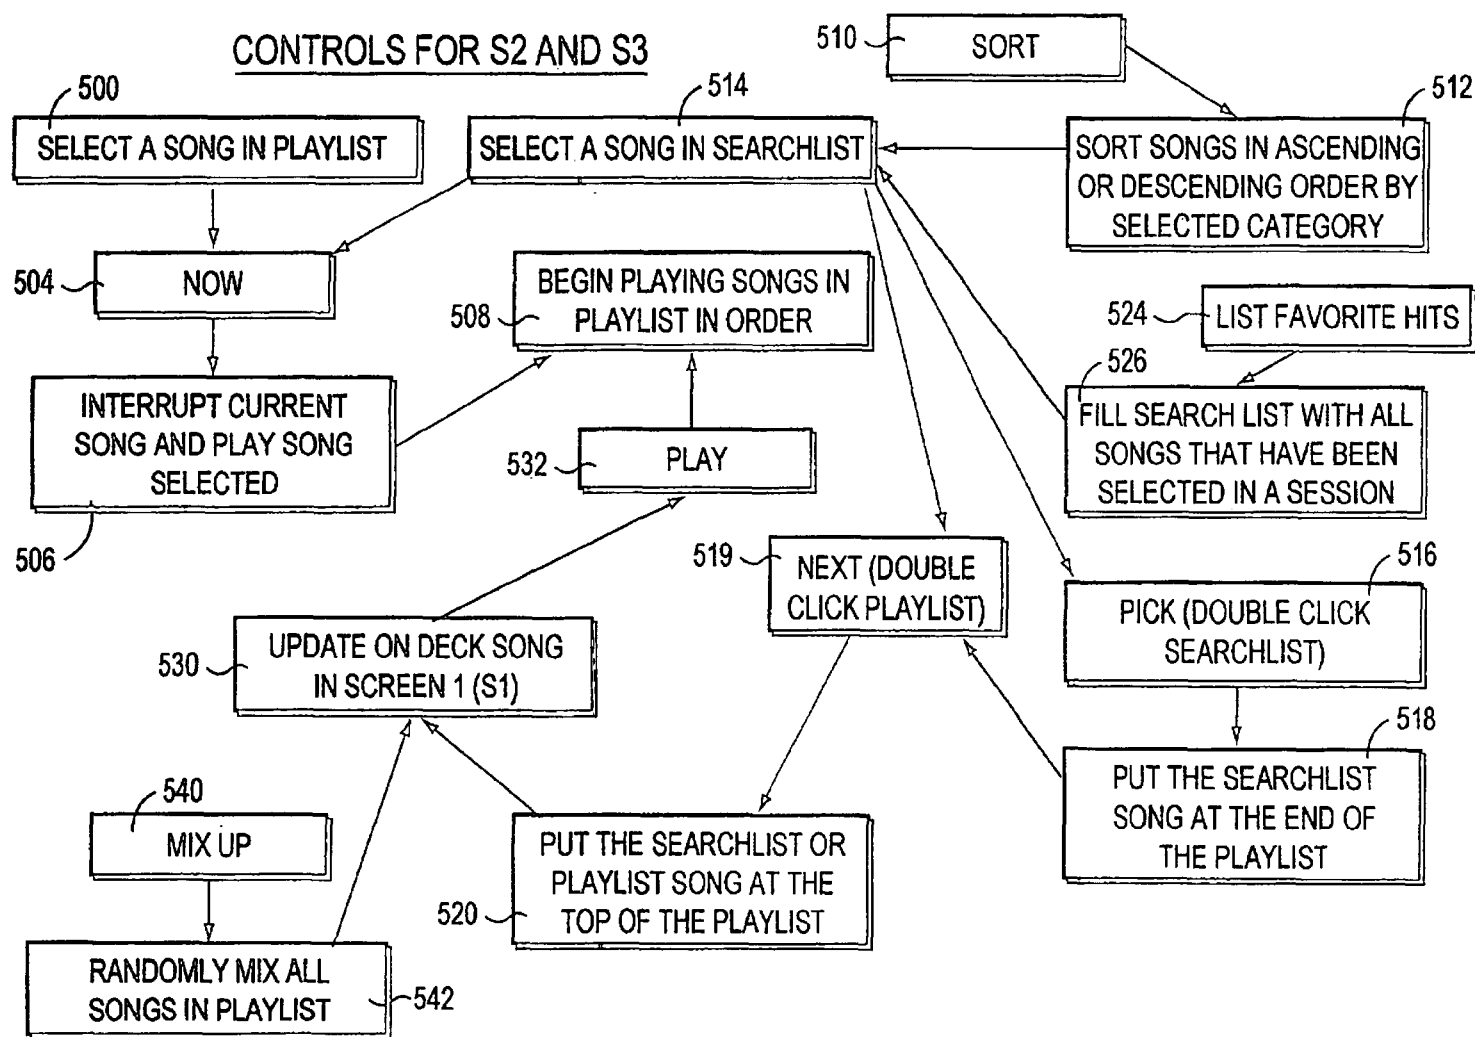 CONTROLS FOR S2 AND S3
510
SORT
500
SELECT A SONG IN PLAYLIST
514
SELECT A SONG IN SEARCHLIST
512
SORT SONGS IN ASCENDING
OR DESCENDING ORDER BY
SELECTED CATEGORY
504
NOW
508
BEGIN PLAYING SONGS IN
PLAYLIST IN ORDER
524
LIST FAVORITE HITS
506
INTERRUPT CURRENT
SONG AND PLAY SONG
SELECTED
532
PLAY
526
FILL SEARCH LIST WITH ALL
SONGS THAT HAVE BEEN
SELECTED IN A SESSION
519
NEXT (DOUBLE
CLICK PLAYLIST)
516
PICK (DOUBLE CLICK
SEARCHLIST)
530
UPDATE ON DECK SONG
IN SCREEN 1 (S1)
518
PUT THE SEARCHLIST
SONG AT THE END OF
THE PLAYLIST
540
MIX UP
520
PUT THE SEARCHLIST OR
PLAYLIST SONG AT THE
TOP OF THE PLAYLIST
RANDOMLY MIX ALL
SONGS IN PLAYLIST
542